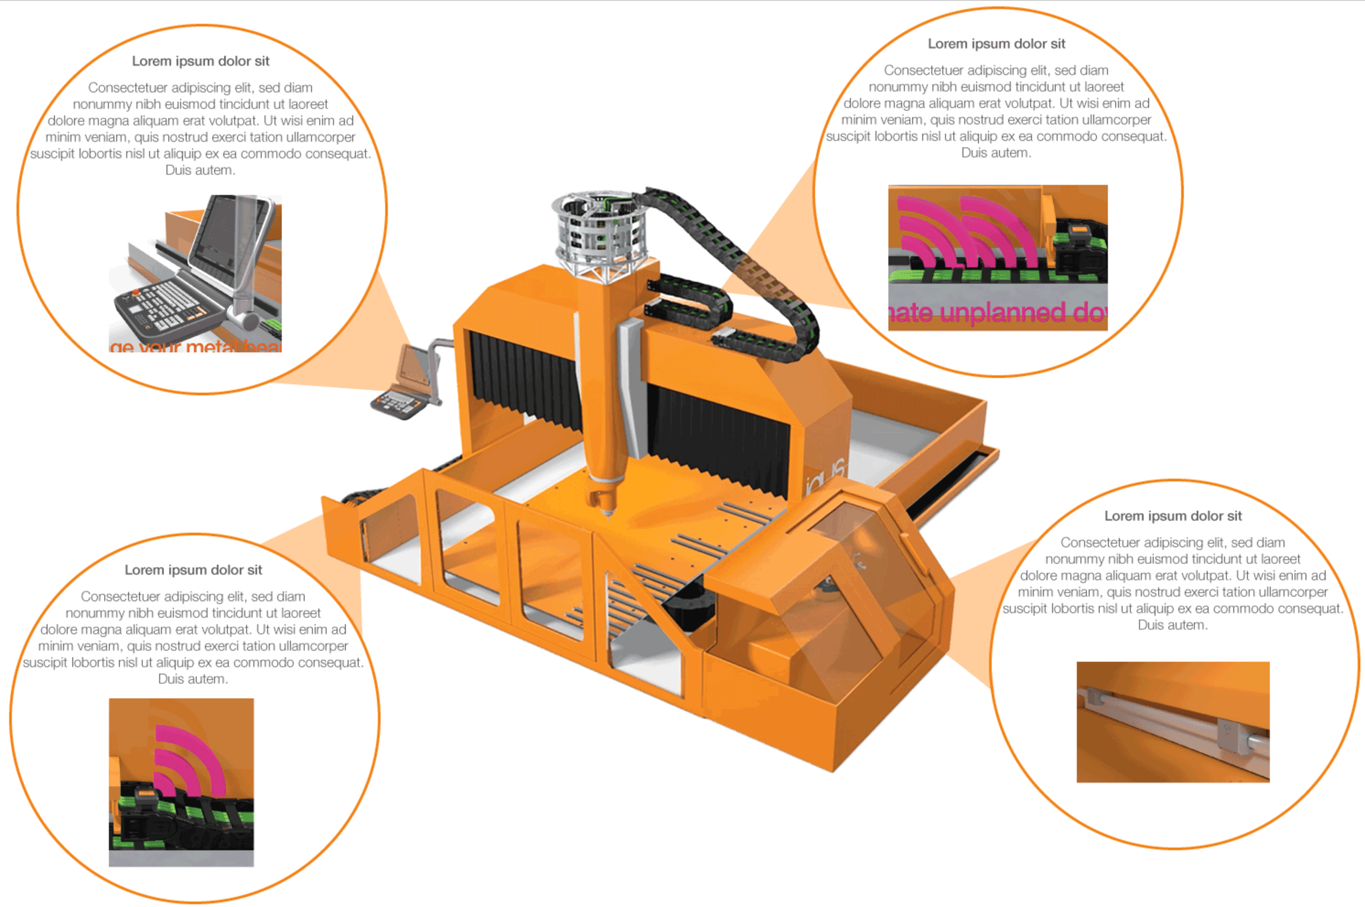 Lorem ipsum dolor sit
Consectetuer adipiscing elit, sed diam
nonummy nibh euismod tincidunt ut laoreet
dolore magna aliquam erat volutpat. Ut wisi enim ad
minim veniam, quis nostrud exerci tation ullamcorper
suscipit lobortis nisl ut aliquip ex ea commodo consequat.
Duis autem.
ge your metal
Lorem ipsum dolor sit
Consectetuer adipiscing elit, sed diam
nonummy nibh euismod tincidunt ut laoreet
dolore magna aliquam erat volutpat. Ut wisi enim ad
minim veniam, quis nostrud exerci tation ullamcorper
suscipit lobortis nisl ut aliquip ex ea commodo consequat.
Duis autem.
nate unplanned do
igus
Lorem ipsum dolor sit
Consectetuer adipiscing elit, sed diam
nonummy nibh euismod tincidunt ut laoreet
dolore magna aliquam erat volutpat. Ut wisi enim ad
minim veniam, quis nostrud exerci tation ullamcorper
suscipit lobortis nisl ut aliquip ex ea commodo consequat.
Duis autem.
Lorem ipsum dolor sit
Consectetuer adipiscing elit, sed diam
nonummy nibh euismod tincidunt ut laoreet
dolore magna aliquam erat volutpat. Ut wisi enim ad
minim veniam, quis nostrud exerci tation ullamcorper
suscipit lobortis nisl ut aliquip ex ea commodo consequat.
Duis autem.